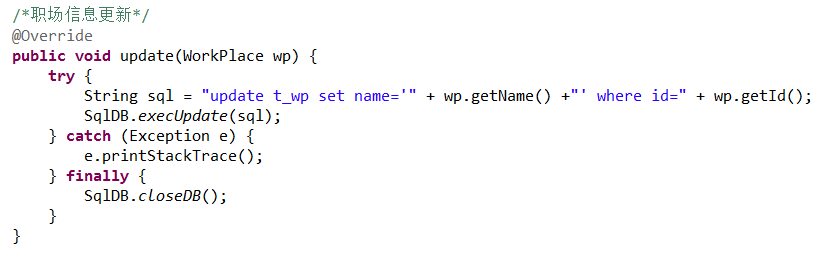 /*职场信息更新*/
@Override
public void update(WorkPlace wp) {
try {
String sql = "update t_wp set name='" + wp.getName() +"' where id=" + wp.getId();
SqlDB.execUpdate(sql);
} catch (Exception e) {
e.printStackTrace();
} finally {
SqlDB.closeDB();
}
}